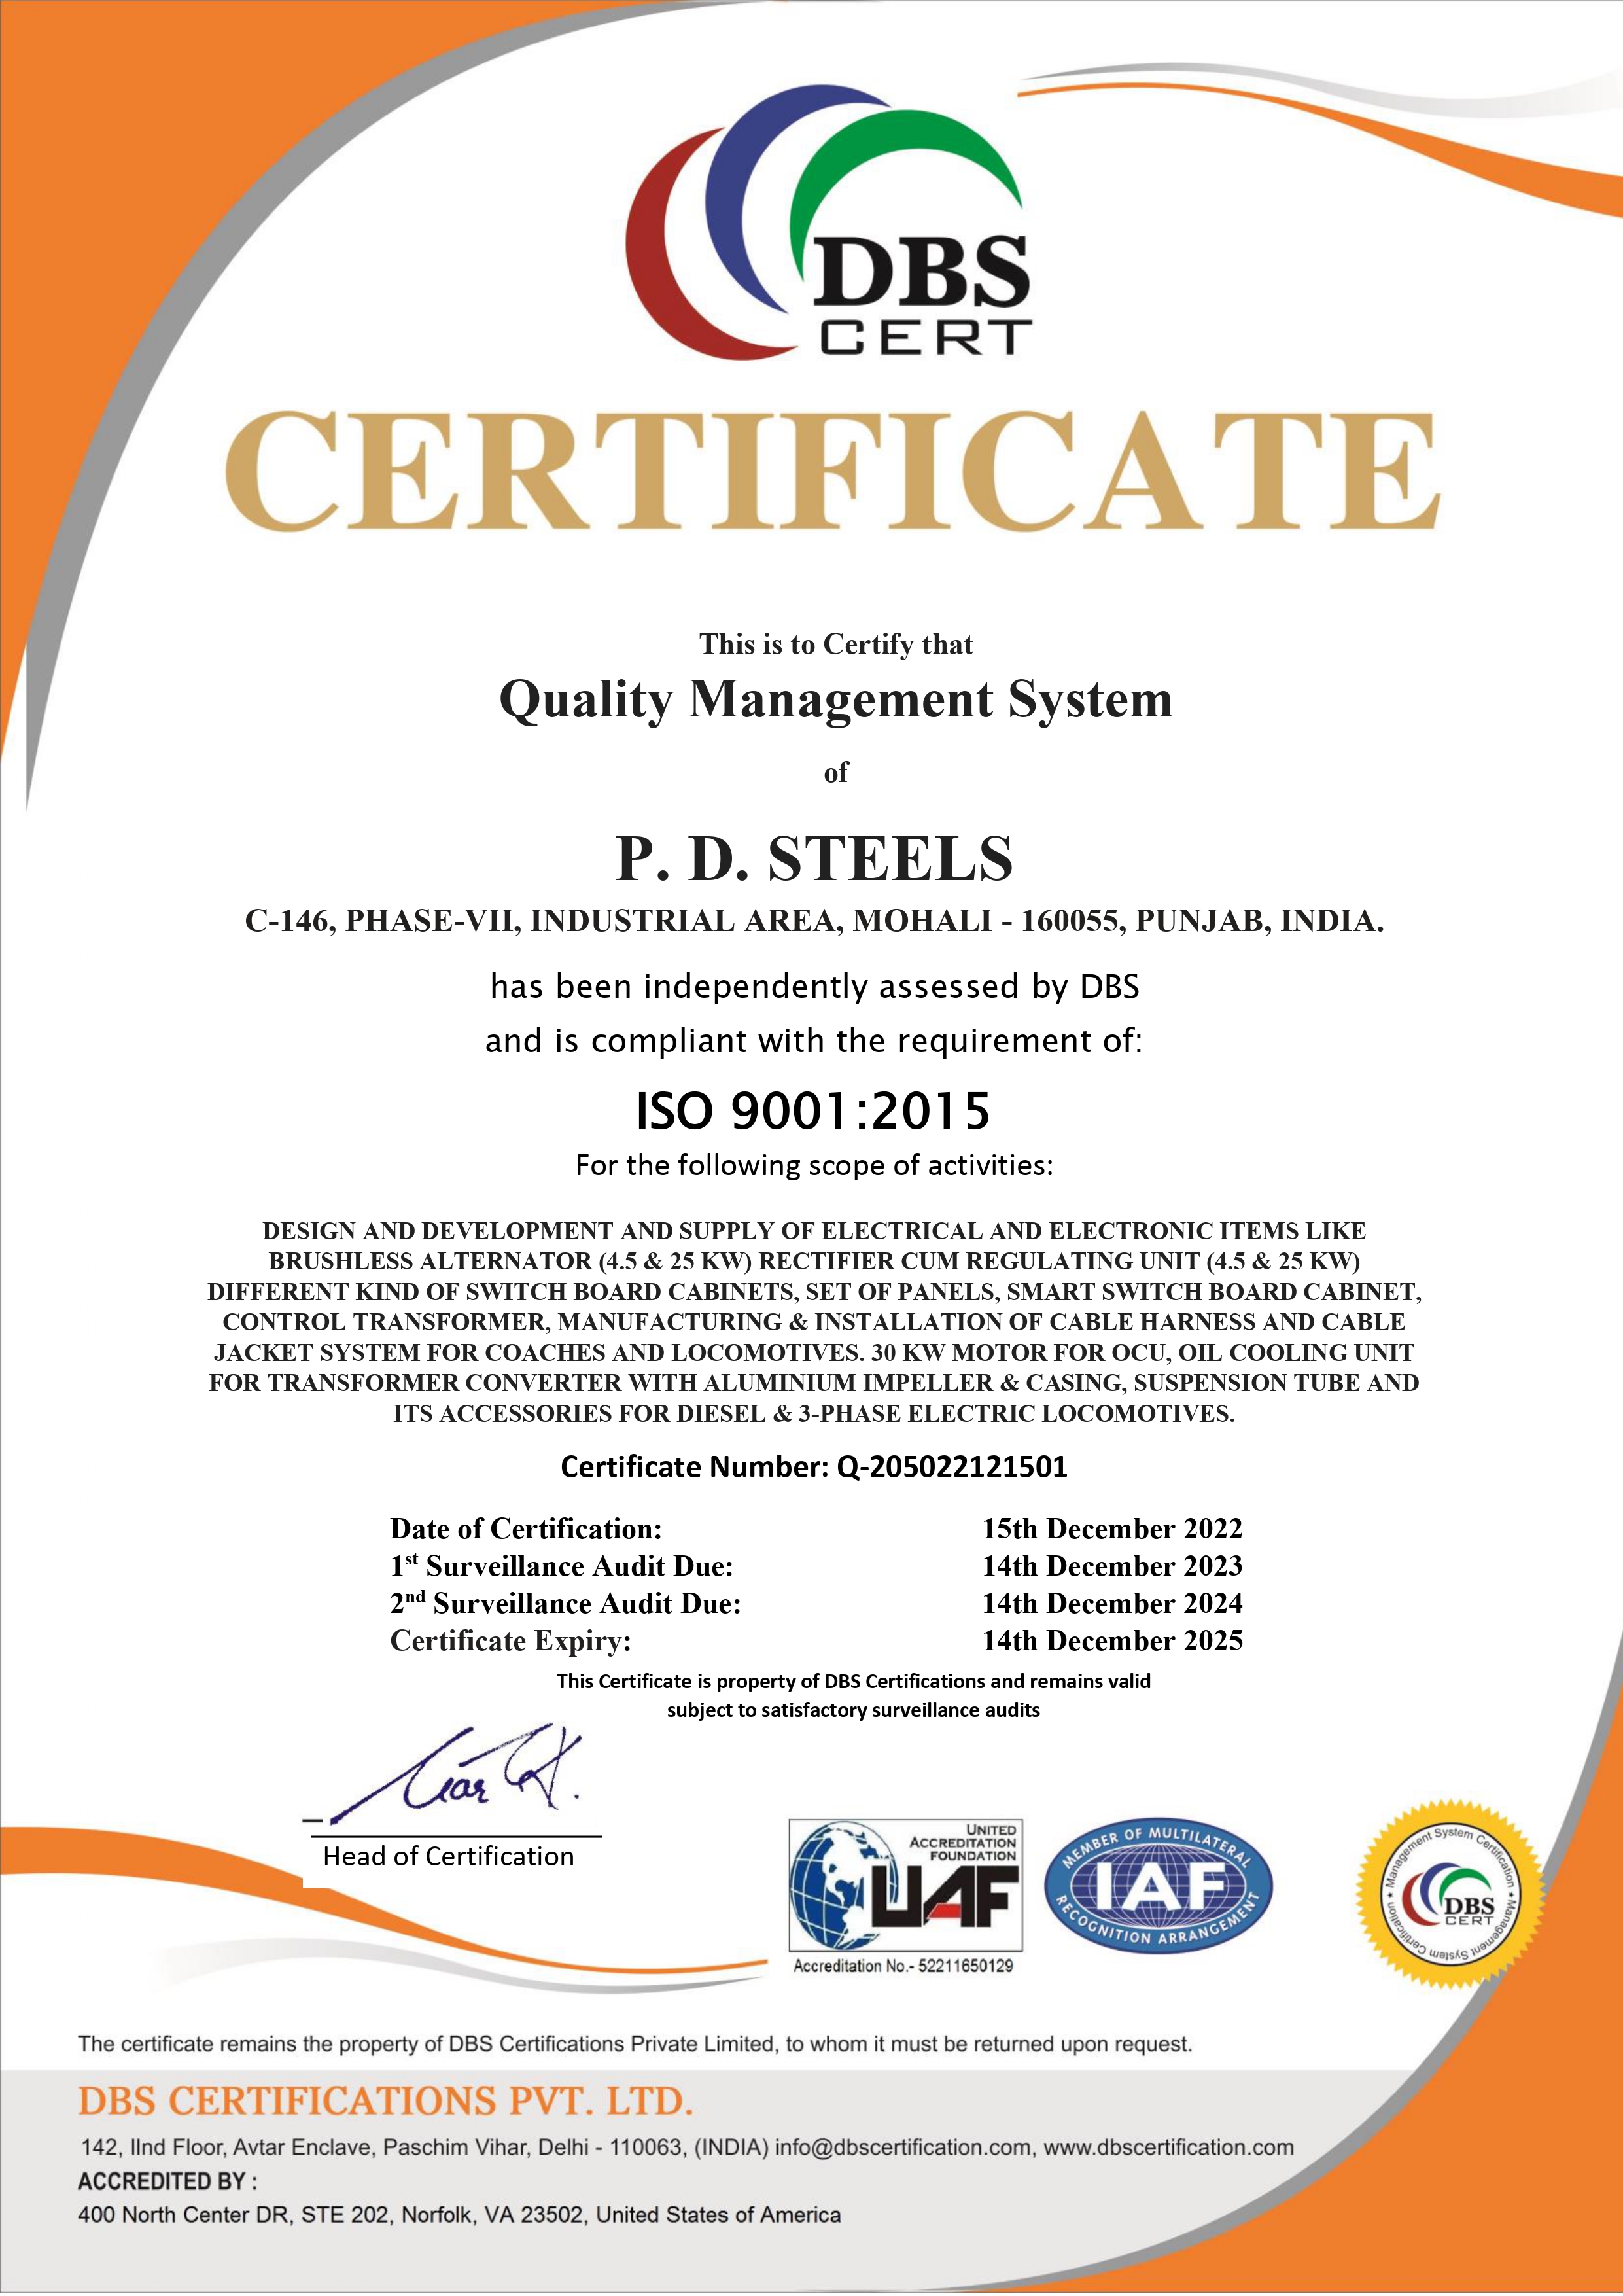 DBS
CERT
CERTIFICATE
This is to Certify that
Quality Management System
of
P. D. STEELS
C-146, PHASE-VII, INDUSTRIAL AREA, MOHALI - 160055, PUNJAB, INDIA.
has been independently assessed by DBS
and is compliant with the requirement of:
ISO 9001:2015
For the following scope of activities:
DESIGN AND DEVELOPMENT AND SUPPLY OF ELECTRICAL AND ELECTRONIC ITEMS LIKE
BRUSHLESS ALTERNATOR (4.5 & 25 KW) RECTIFIER CUM REGULATING UNIT (4.5 & 25 KW)
DIFFERENT KIND OF SWITCH BOARD CABINETS, SET OF PANELS, SMART SWITCH BOARD CABINET,
CONTROL TRANSFORMER, MANUFACTURING & INSTALLATION OF CABLE HARNESS AND CABLE
JACKET SYSTEM FOR COACHES AND LOCOMOTIVES. 30 KW MOTOR FOR OCU, OIL COOLING UNIT
FOR TRANSFORMER CONVERTER WITH ALUMINIUM IMPELLER & CASING, SUSPENSION TUBE AND
ITS ACCESSORIES FOR DIESEL & 3-PHASE ELECTRIC LOCOMOTIVES.
Certificate Number: Q-205022121501
Date of Certification: 15th December 2022
1st Surveillance Audit Due: 14th December 2023
2nd Surveillance Audit Due: 14th December 2024
Certificate Expiry: 14th December 2025
This Certificate is property of DBS Certifications and remains valid
subject to satisfactory surveillance audits
Head of Certification
UNITED
ACCREDITATION
FOUNDATION
UAF
Accreditation No.- 52211650129
MEMBER OF MULTILATERAL
IAF
RECOGNITION ARRANGEMENT
Management System Certification * Management System Certification *
DBS
CERT
The certificate remains the property of DBS Certifications Private Limited, to whom it must be returned upon request.
DBS CERTIFICATIONS PVT. LTD.
142, IInd Floor, Avtar Enclave, Paschim Vihar, Delhi - 110063, (INDIA) info@dbscertification.com, www.dbscertification.com
ACCREDITED BY :
400 North Center DR, STE 202, Norfolk, VA 23502, United States of America